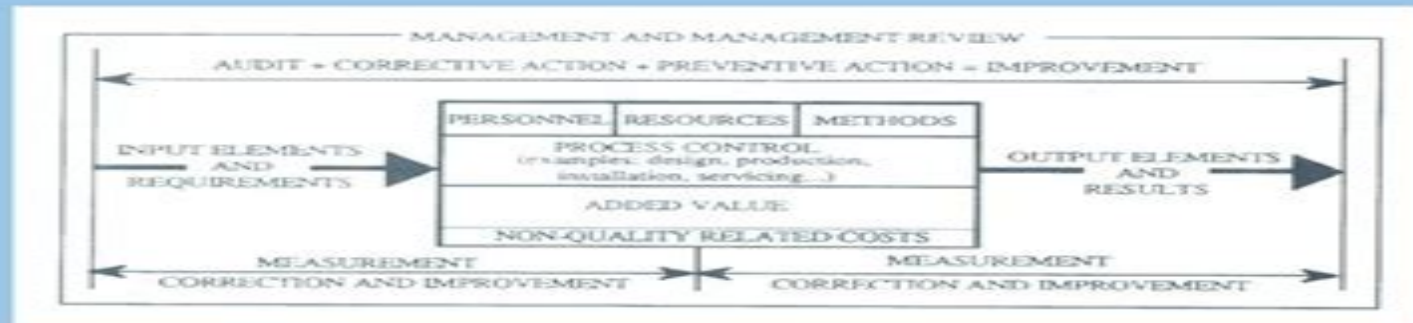 MANAGEMENT AND MANAGEMENT REVIEW
AUDIT + CORRECTIVE ACTION + PREVENTIVE ACTION = IMPROVEMENT
PERSONNEL RESOURCES METHODS
INPUT ELEMENTS
AND
REQUIREMENTS
PROCESS CONTROL
(examples: design, production,
installation, servicing...)
ADDED VALUE
NON-QUALITY RELATED COSTS
OUTPUT ELEMENTS
AND
RESULTS
MEASUREMENT
CORRECTION AND IMPROVEMENT
MEASUREMENT
CORRECTION AND IMPROVEMENT